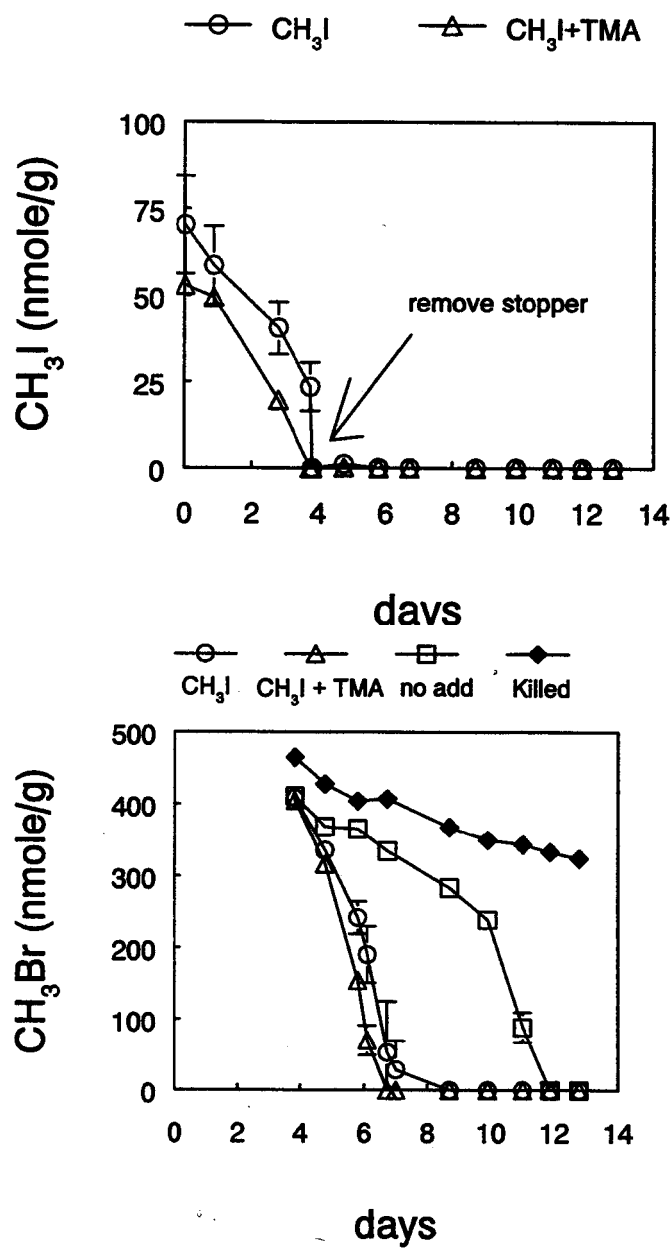 CH₃I CH₃I+TMA
100
75
50
25
0
CH₃I (nmole/g)
remove stopper
0 2 4 6 8 10 12 14
davs
CH₃I CH₃I + TMA no add Killed
500
400
300
200
100
0
CH₃Br (nmole/g)
0 2 4 6 8 10 12 14
days